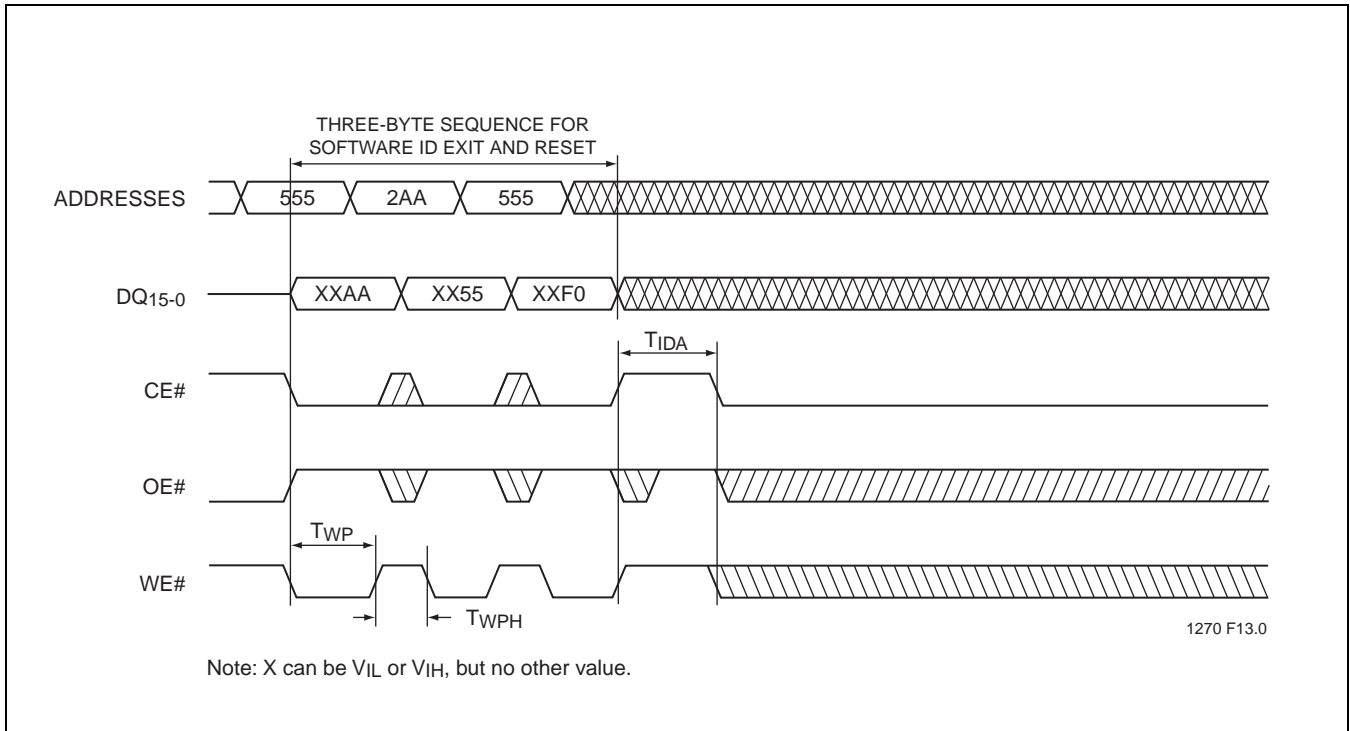 THREE-BYTE SEQUENCE FOR
SOFTWARE ID EXIT AND RESET
ADDRESSES 555 2AA 555
DQ15-0 XXAA XX55 XXF0
TIDA
CE#
OE#
TWP
WE#
TWPH
1270 F13.0
Note: X can be VIL or VIH, but no other value.